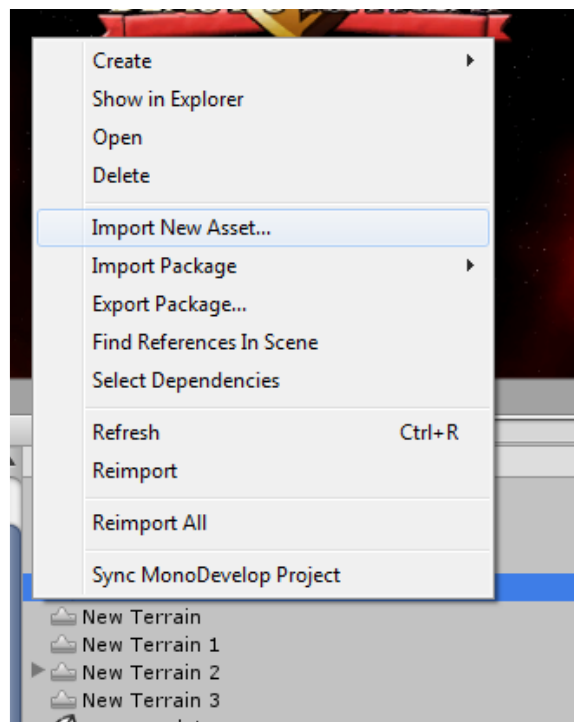 Create
Show in Explorer
Open
Delete
Import New Asset...
Import Package
Export Package...
Find References In Scene
Select Dependencies
Refresh Ctrl+R
Reimport
Reimport All
Sync MonoDevelop Project
New Terrain
New Terrain 1
New Terrain 2
New Terrain 3